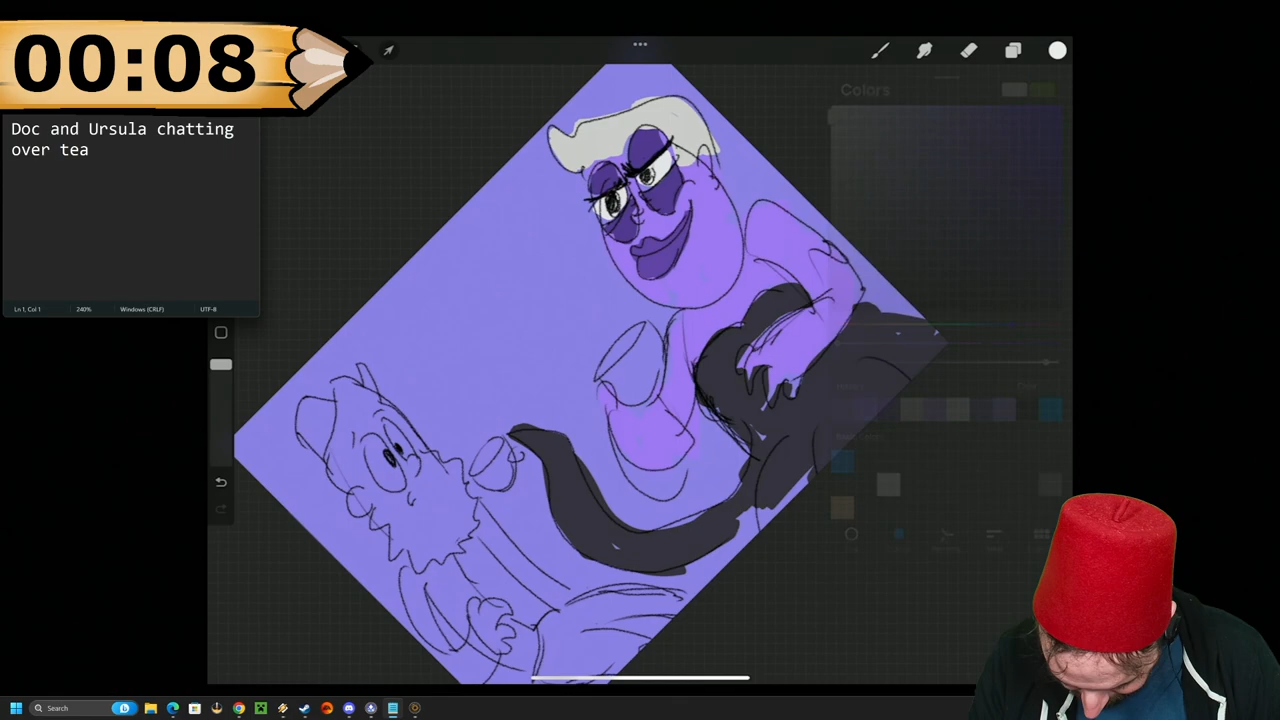 00:08
Doc and Ursula chatting
over tea
Ln 1, Col 1
240%
Windows (CRLF)
UTF-8
Colors
Search